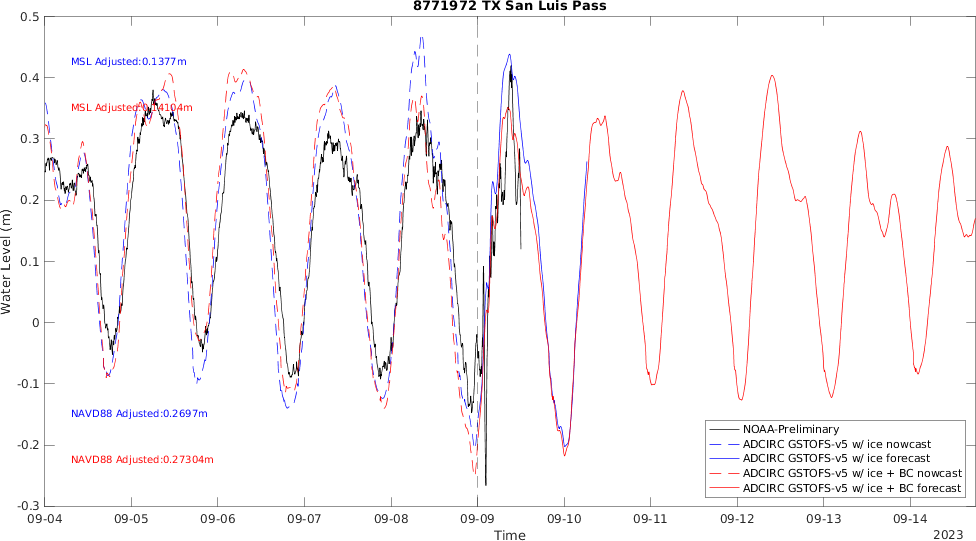 8771972 TX San Luis Pass
0.5
0.4
0.3
0.2
0.1
0
-0.1
-0.2
-0.3
Water Level (m)
MSL Adjusted:0.1377m
MSL Adjusted:0.14104m
NAVD88 Adjusted:0.2697m
NAVD88 Adjusted:0.27304m
NOAA-Preliminary
ADCIRC GSTOFS-v5 w/ ice nowcast
ADCIRC GSTOFS-v5 w/ ice forecast
ADCIRC GSTOFS-v5 w/ ice + BC nowcast
ADCIRC GSTOFS-v5 w/ ice + BC forecast
09-04 09-05 09-06 09-07 09-08 09-09 09-10 09-11 09-12 09-13 09-14
Time
2023